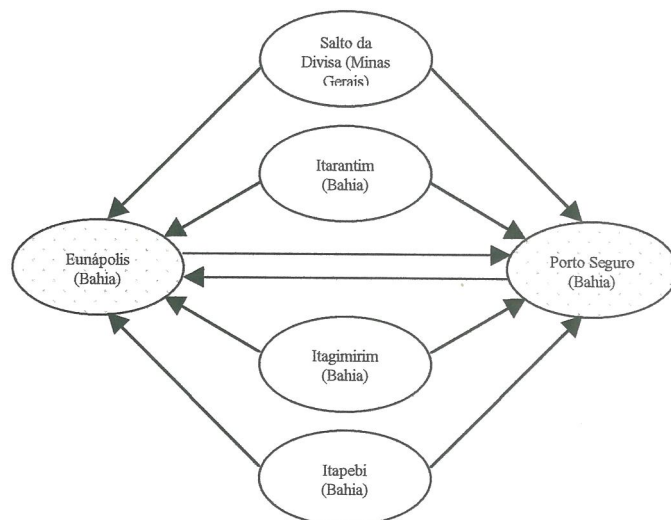 Salto da
Divisa (Minas
Gerais)
Itarantim
(Bahia)
Eunápolis
(Bahia)
Porto Seguro
(Bahia)
Itagimirim
(Bahia)
Itapebi
(Bahia)